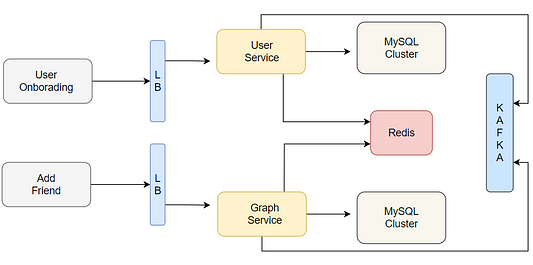 User
Onborading
L
B
User
Service
MySQL
Cluster
Redis
K
A
F
K
A
Add
Friend
L
B
Graph
Service
MySQL
Cluster